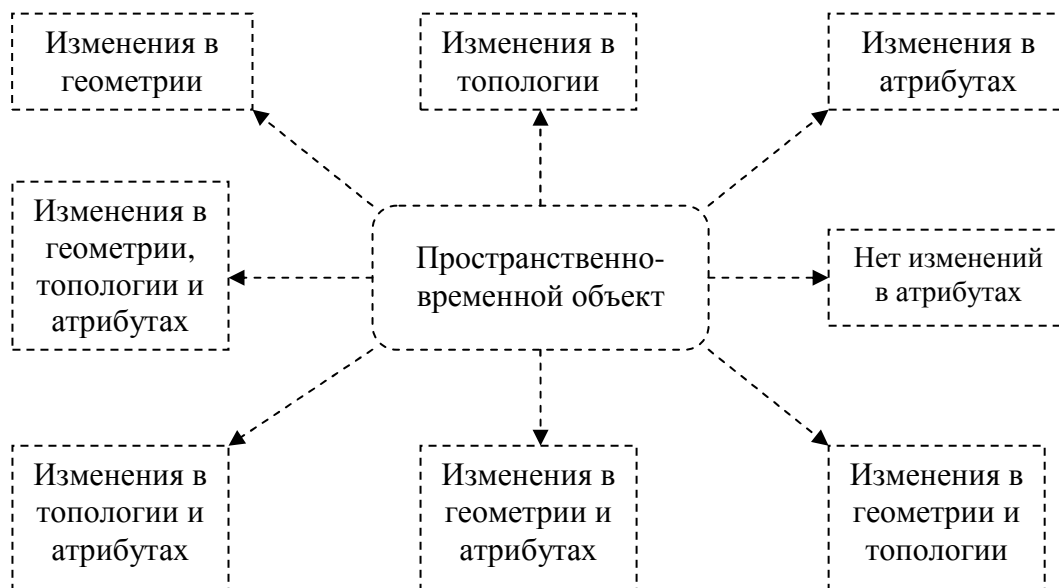 Изменения в
геометрии
Изменения в
топологии
Изменения в
атрибутах
Изменения в
геометрии,
топологии и
атрибутах
Пространственно-
временной объект
Нет изменений
в атрибутах
Изменения в
топологии и
атрибутах
Изменения в
геометрии и
атрибутах
Изменения в
геометрии и
топологии